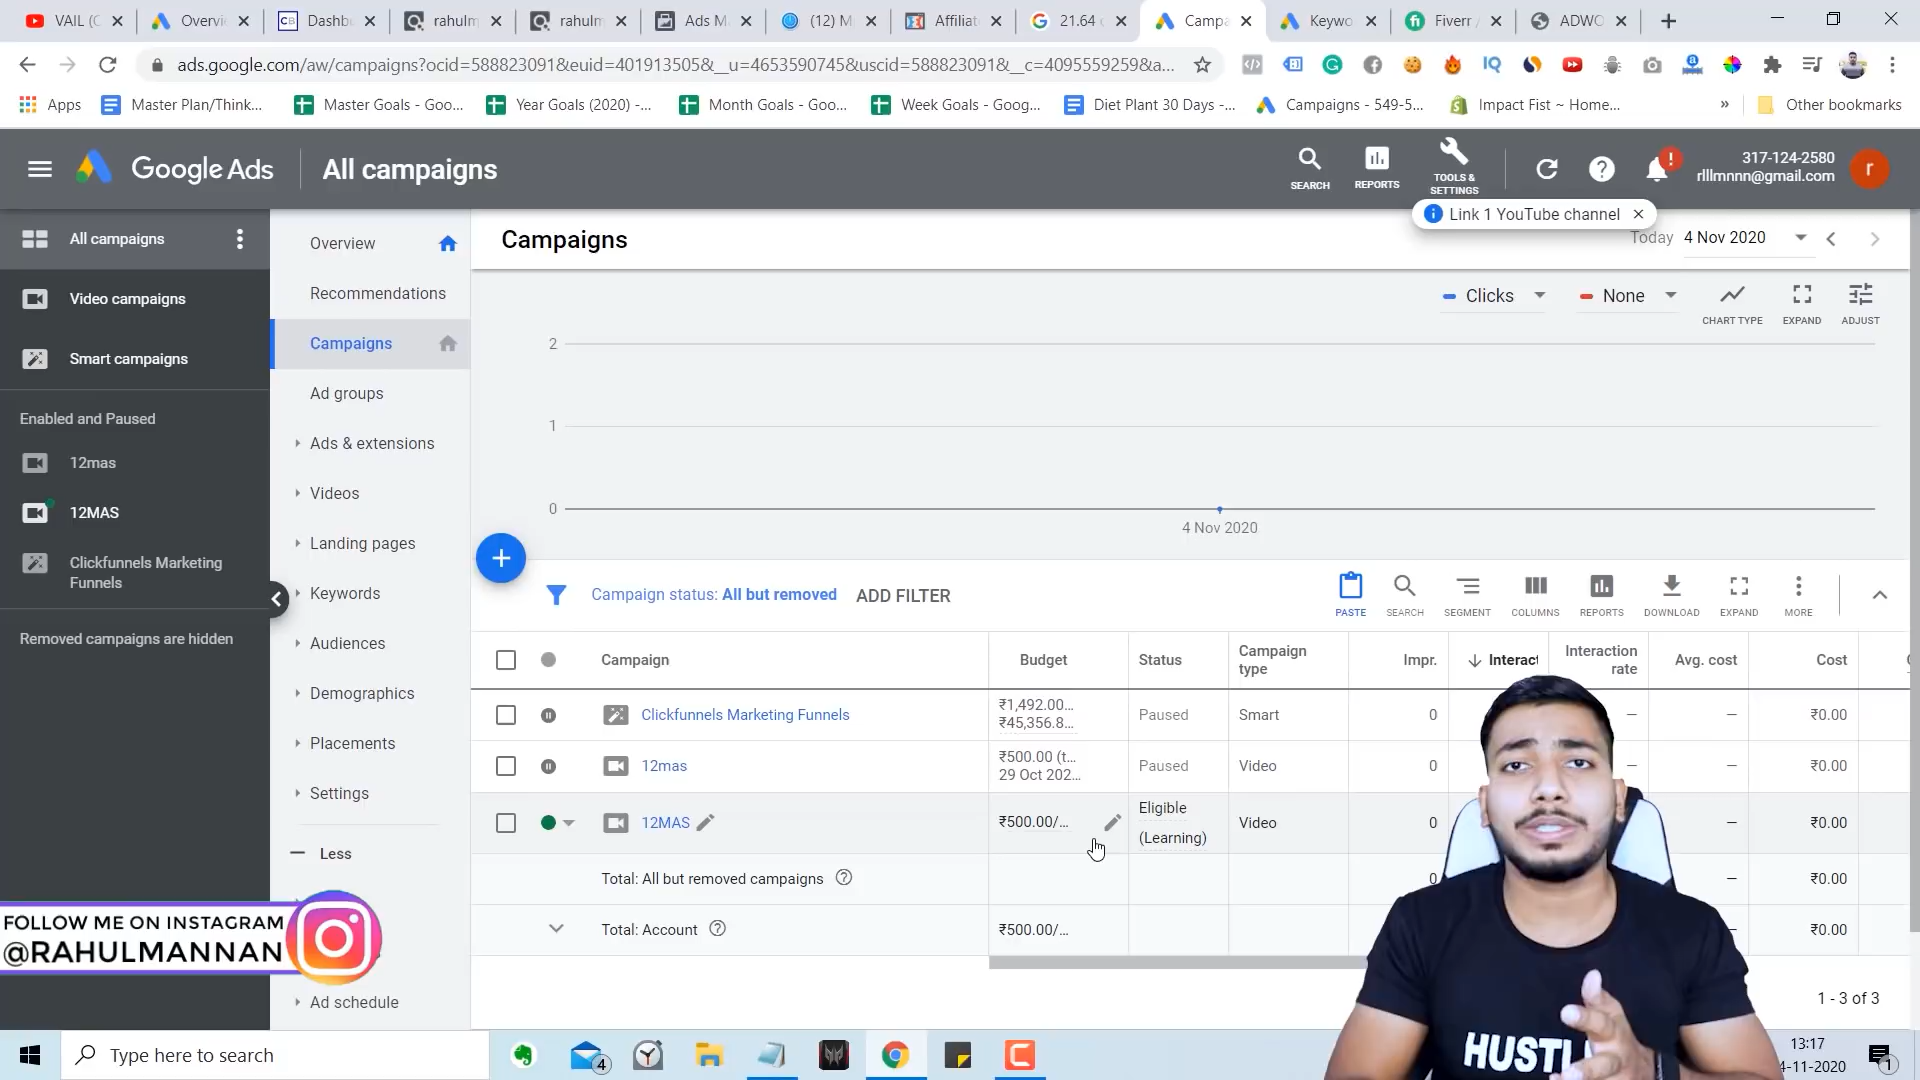 VAIL (C
Overvi
Dashb
rahulm
rahulm
Ads M
(12) M
Affiliat
21.64 c
Campa
Keywo
Fiverr
ADWO
ads.google.com/aw/campaigns?ocid=588823091&euid=401913505&__u=4653590745&uscid=588823091&__c=4095559259&a...
Apps
Master Plan/Think...
Master Goals - Goo...
Year Goals (2020) -...
Month Goals - Goo...
Week Goals - Goog...
Diet Plant 30 Days -...
Campaigns - 549-5...
Impact Fist ~ Home...
»
Other bookmarks
Google Ads
All campaigns
SEARCH
REPORTS
TOOLS &
SETTINGS
317-124-2580
rlllmnnn@gmail.com
r
Link 1 YouTube channel
All campaigns
Video campaigns
Smart campaigns
Enabled and Paused
12mas
12MAS
Clickfunnels Marketing
Funnels
Removed campaigns are hidden
Overview
Recommendations
Campaigns
Ad groups
Ads & extensions
Videos
Landing pages
Keywords
Audiences
Demographics
Placements
Settings
Less
Ad schedule
Campaigns
Today 4 Nov 2020
Clicks
None
CHART TYPE
EXPAND
ADJUST
2
1
0
4 Nov 2020
Campaign status: All but removed
ADD FILTER
PASTE
SEARCH
SEGMENT
COLUMNS
REPORTS
DOWNLOAD
EXPAND
MORE
Campaign
Budget
Status
Campaign
type
Impr.
Interact
Interaction
rate
Avg. cost
Cost
Clickfunnels Marketing Funnels
₹1,492.00...
₹45,356.8...
Paused
Smart
0
—
—
₹0.00
12mas
₹500.00 (t...
29 Oct 202...
Paused
Video
0
—
—
₹0.00
12MAS
₹500.00/...
Eligible
(Learning)
Video
0
—
₹0.00
Total: All but removed campaigns
0
—
₹0.00
Total: Account
₹500.00/...
₹0.00
1 - 3 of 3
FOLLOW ME ON INSTAGRAM
@RAHULMANNAN
HUSTL
Type here to search
4
13:17
4-11-2020
1